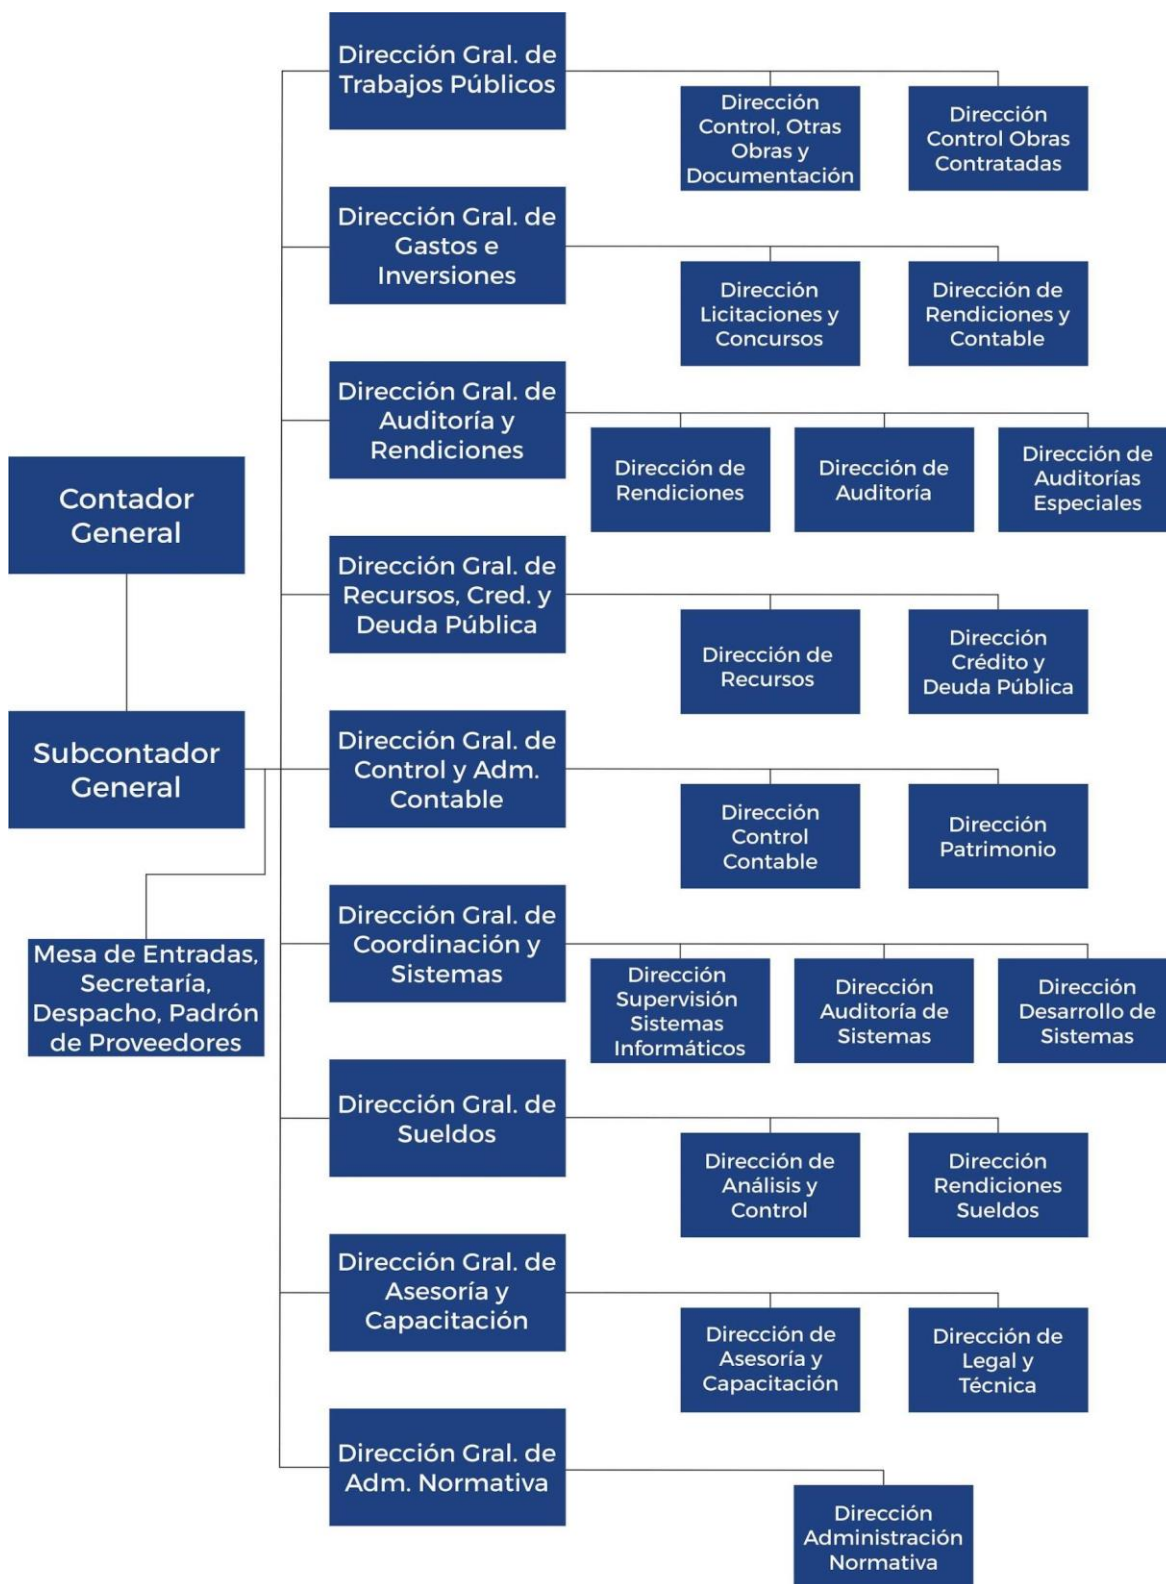 Dirección Gral. de
Trabajos Públicos
Dirección
Control, Otras
Obras y
Documentación
Dirección
Control Obras
Contratadas
Dirección Gral. de
Gastos e
Inversiones
Dirección
Licitaciones y
Concursos
Dirección de
Rendiciones y
Contable
Dirección Gral. de
Auditoría y
Rendiciones
Dirección de
Rendiciones
Dirección de
Auditoría
Dirección de
Auditorías
Especiales
Contador
General
Dirección Gral. de
Recursos, Cred. y
Deuda Pública
Dirección de
Recursos
Dirección
Crédito y
Deuda Pública
Subcontador
General
Dirección Gral. de
Control y Adm.
Contable
Dirección
Control
Contable
Dirección
Patrimonio
Mesa de Entradas,
Secretaría,
Despacho, Padrón
de Proveedores
Dirección Gral. de
Coordinación y
Sistemas
Dirección
Supervisión
Sistemas
Informáticos
Dirección
Auditoría de
Sistemas
Dirección
Desarrollo de
Sistemas
Dirección Gral. de
Sueldos
Dirección de
Análisis y
Control
Dirección
Rendiciones
Sueldos
Dirección Gral. de
Asesoría y
Capacitación
Dirección de
Asesoría y
Capacitación
Dirección de
Legal y
Técnica
Dirección Gral. de
Adm. Normativa
Dirección
Administración
Normativa